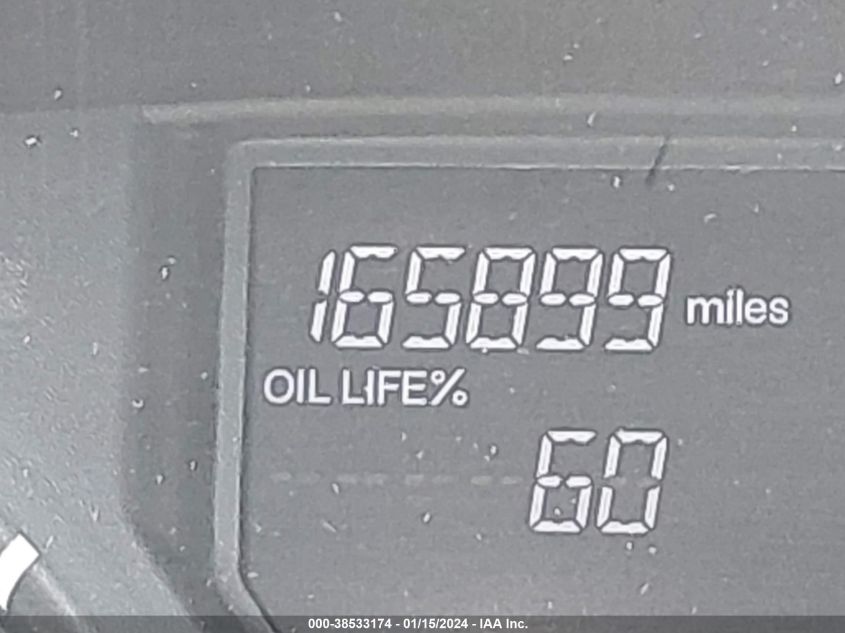 165899 miles
OIL LIFE%
60
000-38533174 - 01/15/2024 - IAA Inc.